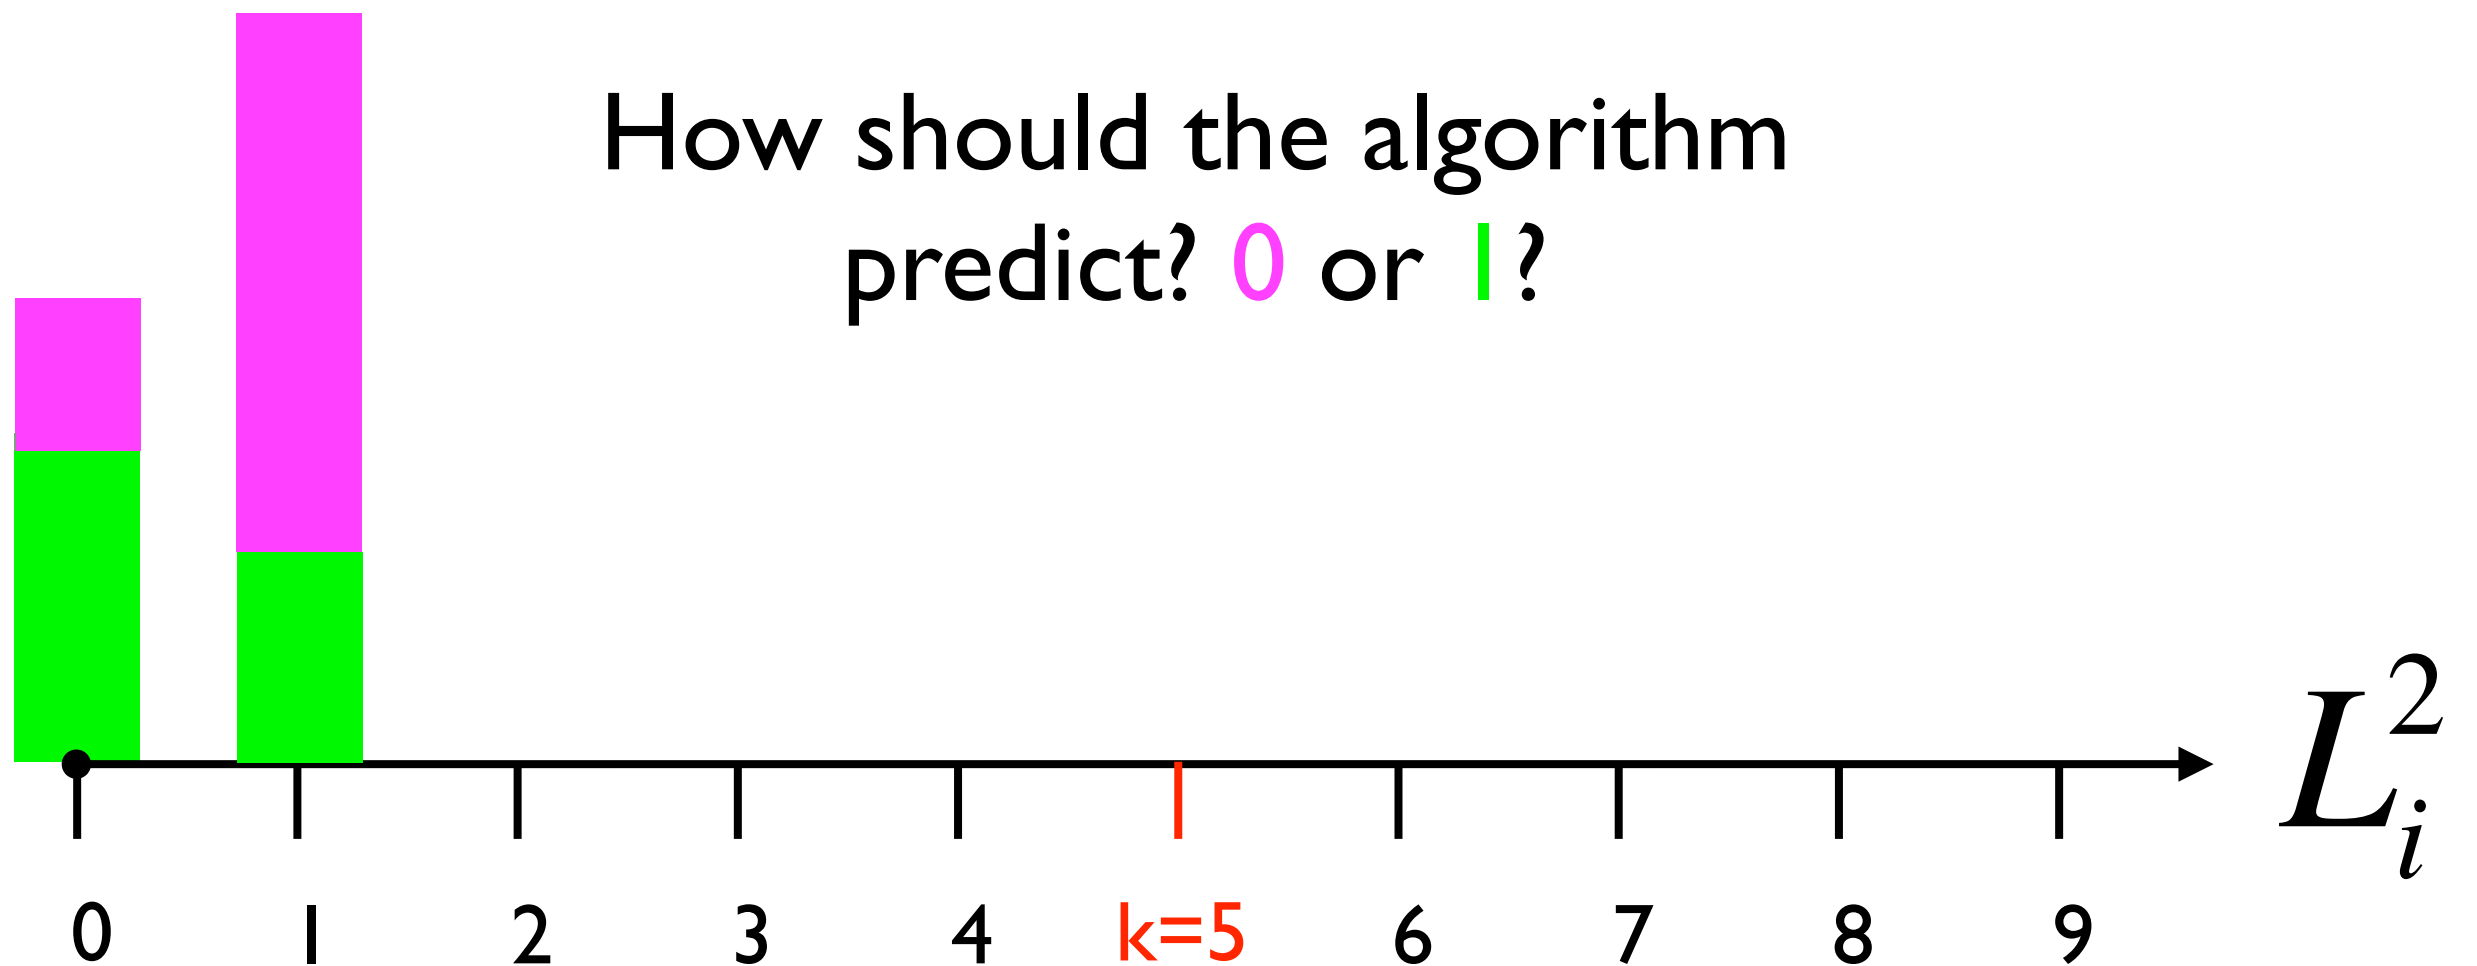 How should the algorithm
predict? 0 or 1?
L_i^2
0 1 2 3 4 k=5 6 7 8 9